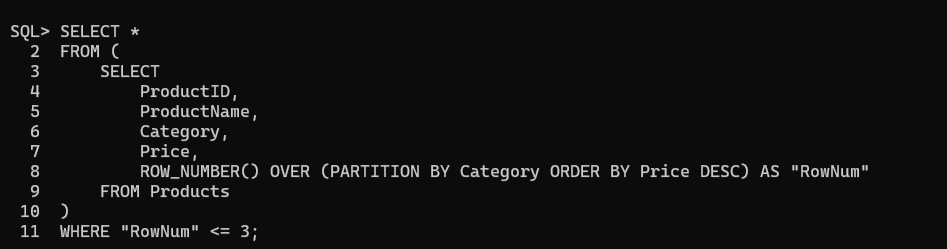 SQL> SELECT *
  2  FROM (
  3      SELECT
  4          ProductID,
  5          ProductName,
  6          Category,
  7          Price,
  8          ROW_NUMBER() OVER (PARTITION BY Category ORDER BY Price DESC) AS "RowNum"
  9      FROM Products
 10  )
 11  WHERE "RowNum" <= 3;